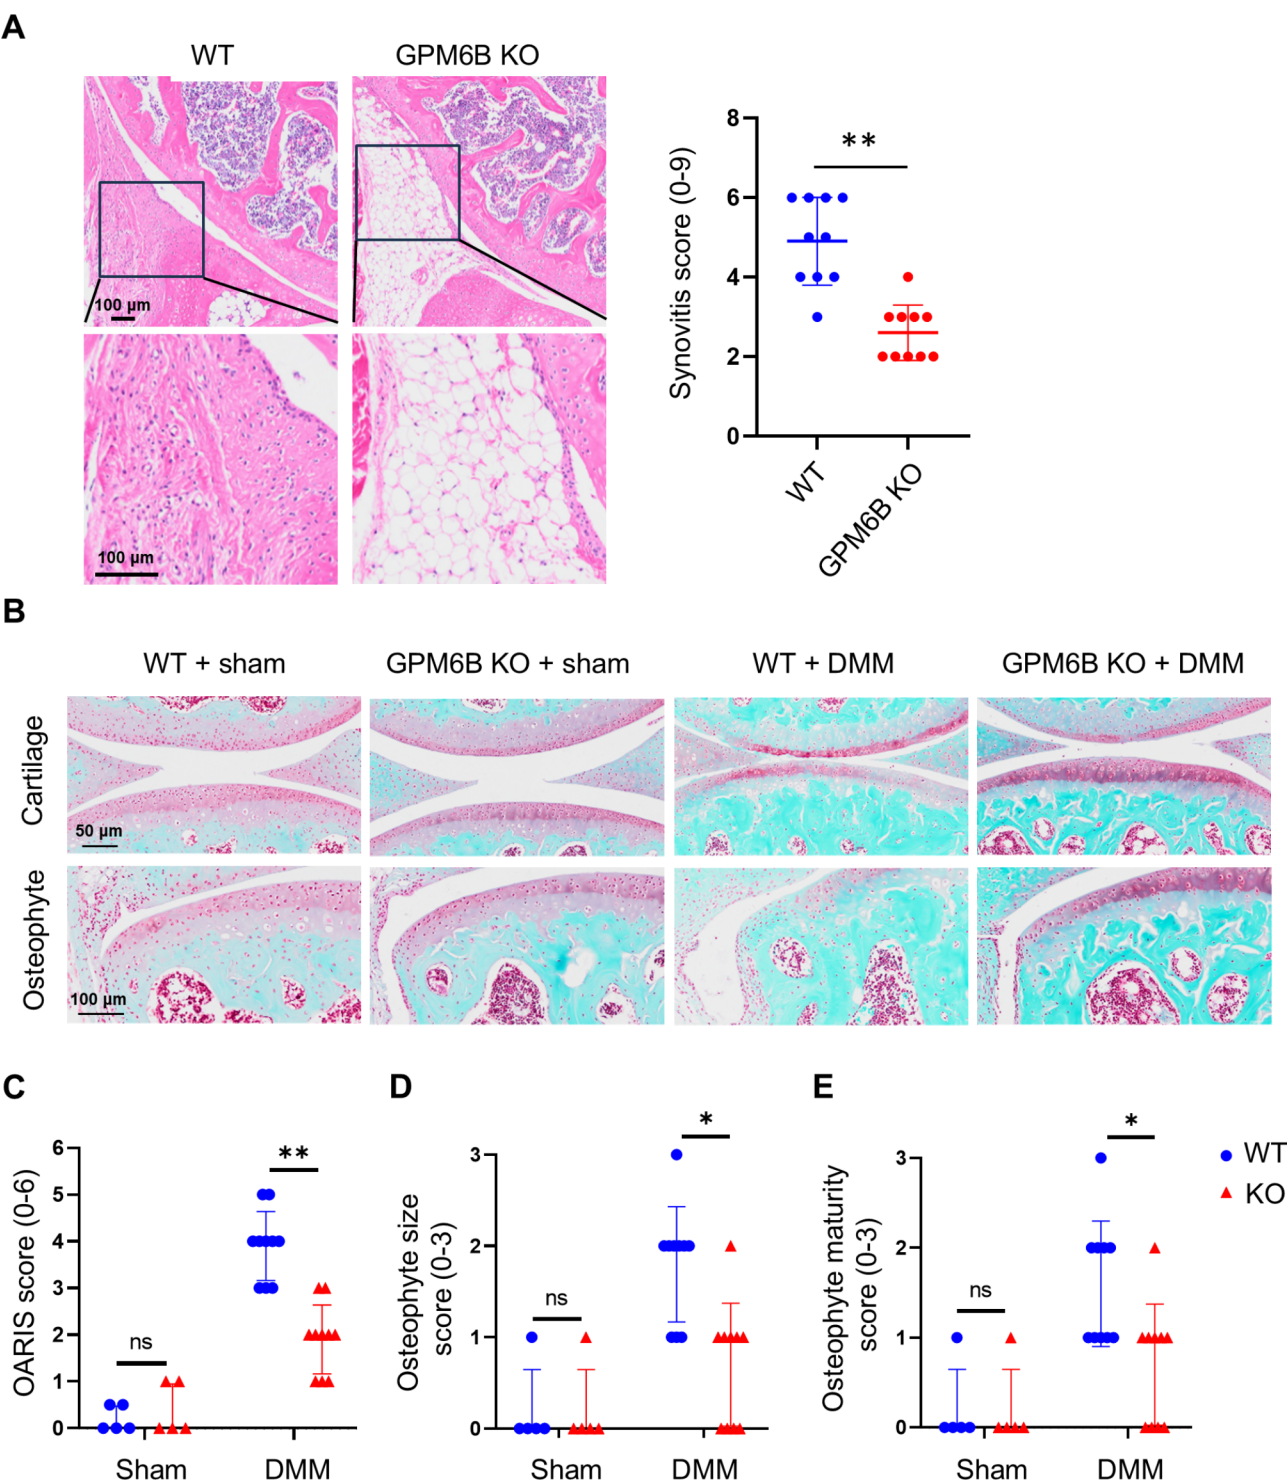 A
WT
GPM6B KO
100 µm
100 µm
Synovitis score (0-9)
8
6
4
2
0
**
WT
GPM6B KO
B
WT + sham
GPM6B KO + sham
WT + DMM
GPM6B KO + DMM
Cartilage
50 µm
Osteophyte
100 µm
C
OARIS score (0-6)
6
5
4
3
2
1
0
ns
**
Sham
DMM
D
Osteophyte size
score (0-3)
3
2
1
0
ns
*
Sham
DMM
E
Osteophyte maturity
score (0-3)
3
2
1
0
ns
*
Sham
DMM
WT
KO